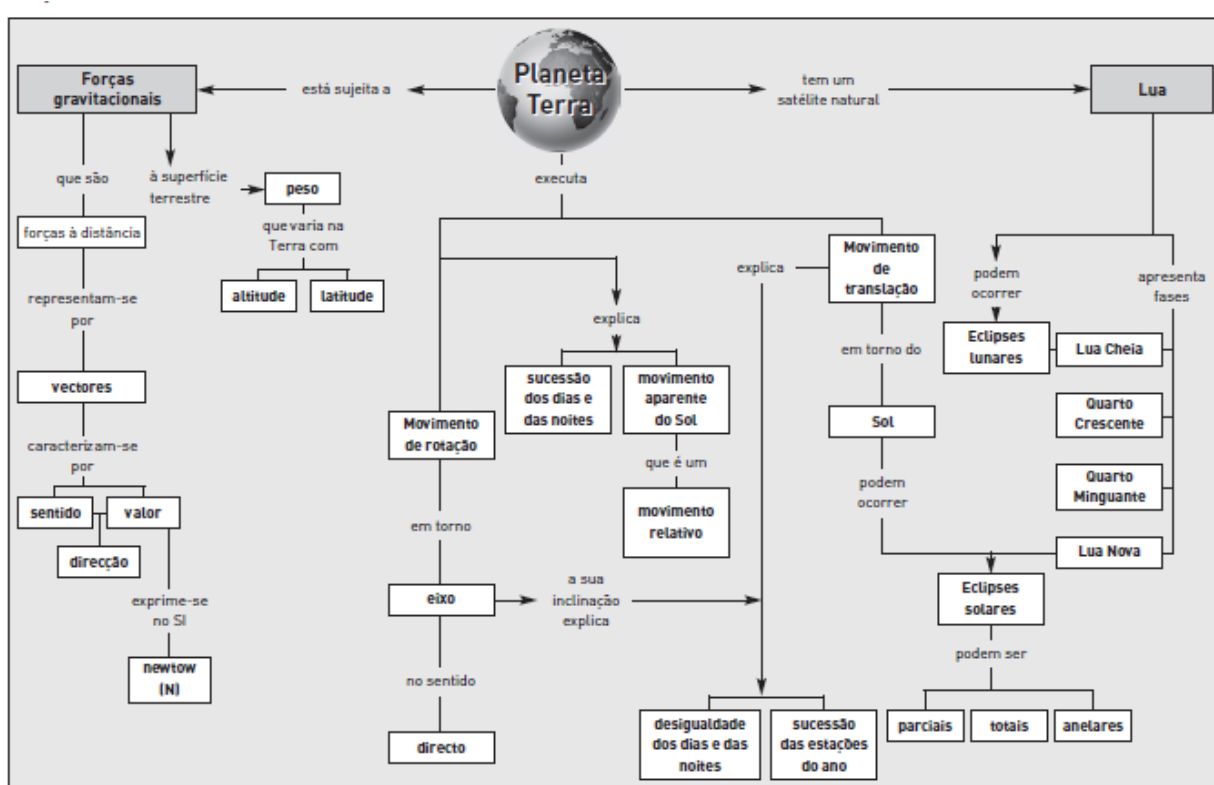 Planeta
Terra
Forças
gravitacionais
está sujeita a
tem um
satélite natural
Lua
que são
à superfície
terrestre
peso
executa
forças à distância
que varia na
Terra com
altitude
latitude
representam-se
por
vectores
caracterizam-se
por
sentido
valor
direcção
exprime-se
no SI
newtow
(N)
Movimento
de rotação
explica
sucessão
dos dias e
das noites
movimento
aparente
do Sol
que é um
movimento
relativo
em torno
eixo
a sua
inclinação
explica
no sentido
directo
explica
Movimento
de
translação
em torno do
Sol
podem
ocorrer
desigualdade
dos dias e das
noites
sucessão
das estações
do ano
podem
ocorrer
Eclipses
lunares
apresenta
fases
Lua Cheia
Quarto
Crescente
Quarto
Minguante
Lua Nova
Eclipses
solares
podem ser
parciais
totais
anelares